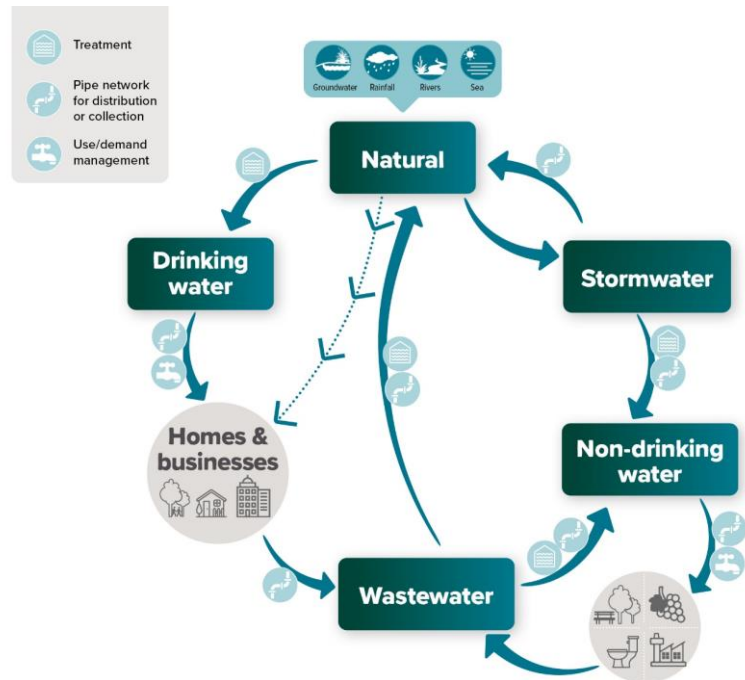 Treatment
Pipe network
for distribution
or collection
Use/demand
management
Groundwater
Rainfall
Rivers
Sea
Natural
Drinking
water
Stormwater
Homes &
businesses
Non-drinking
water
Wastewater